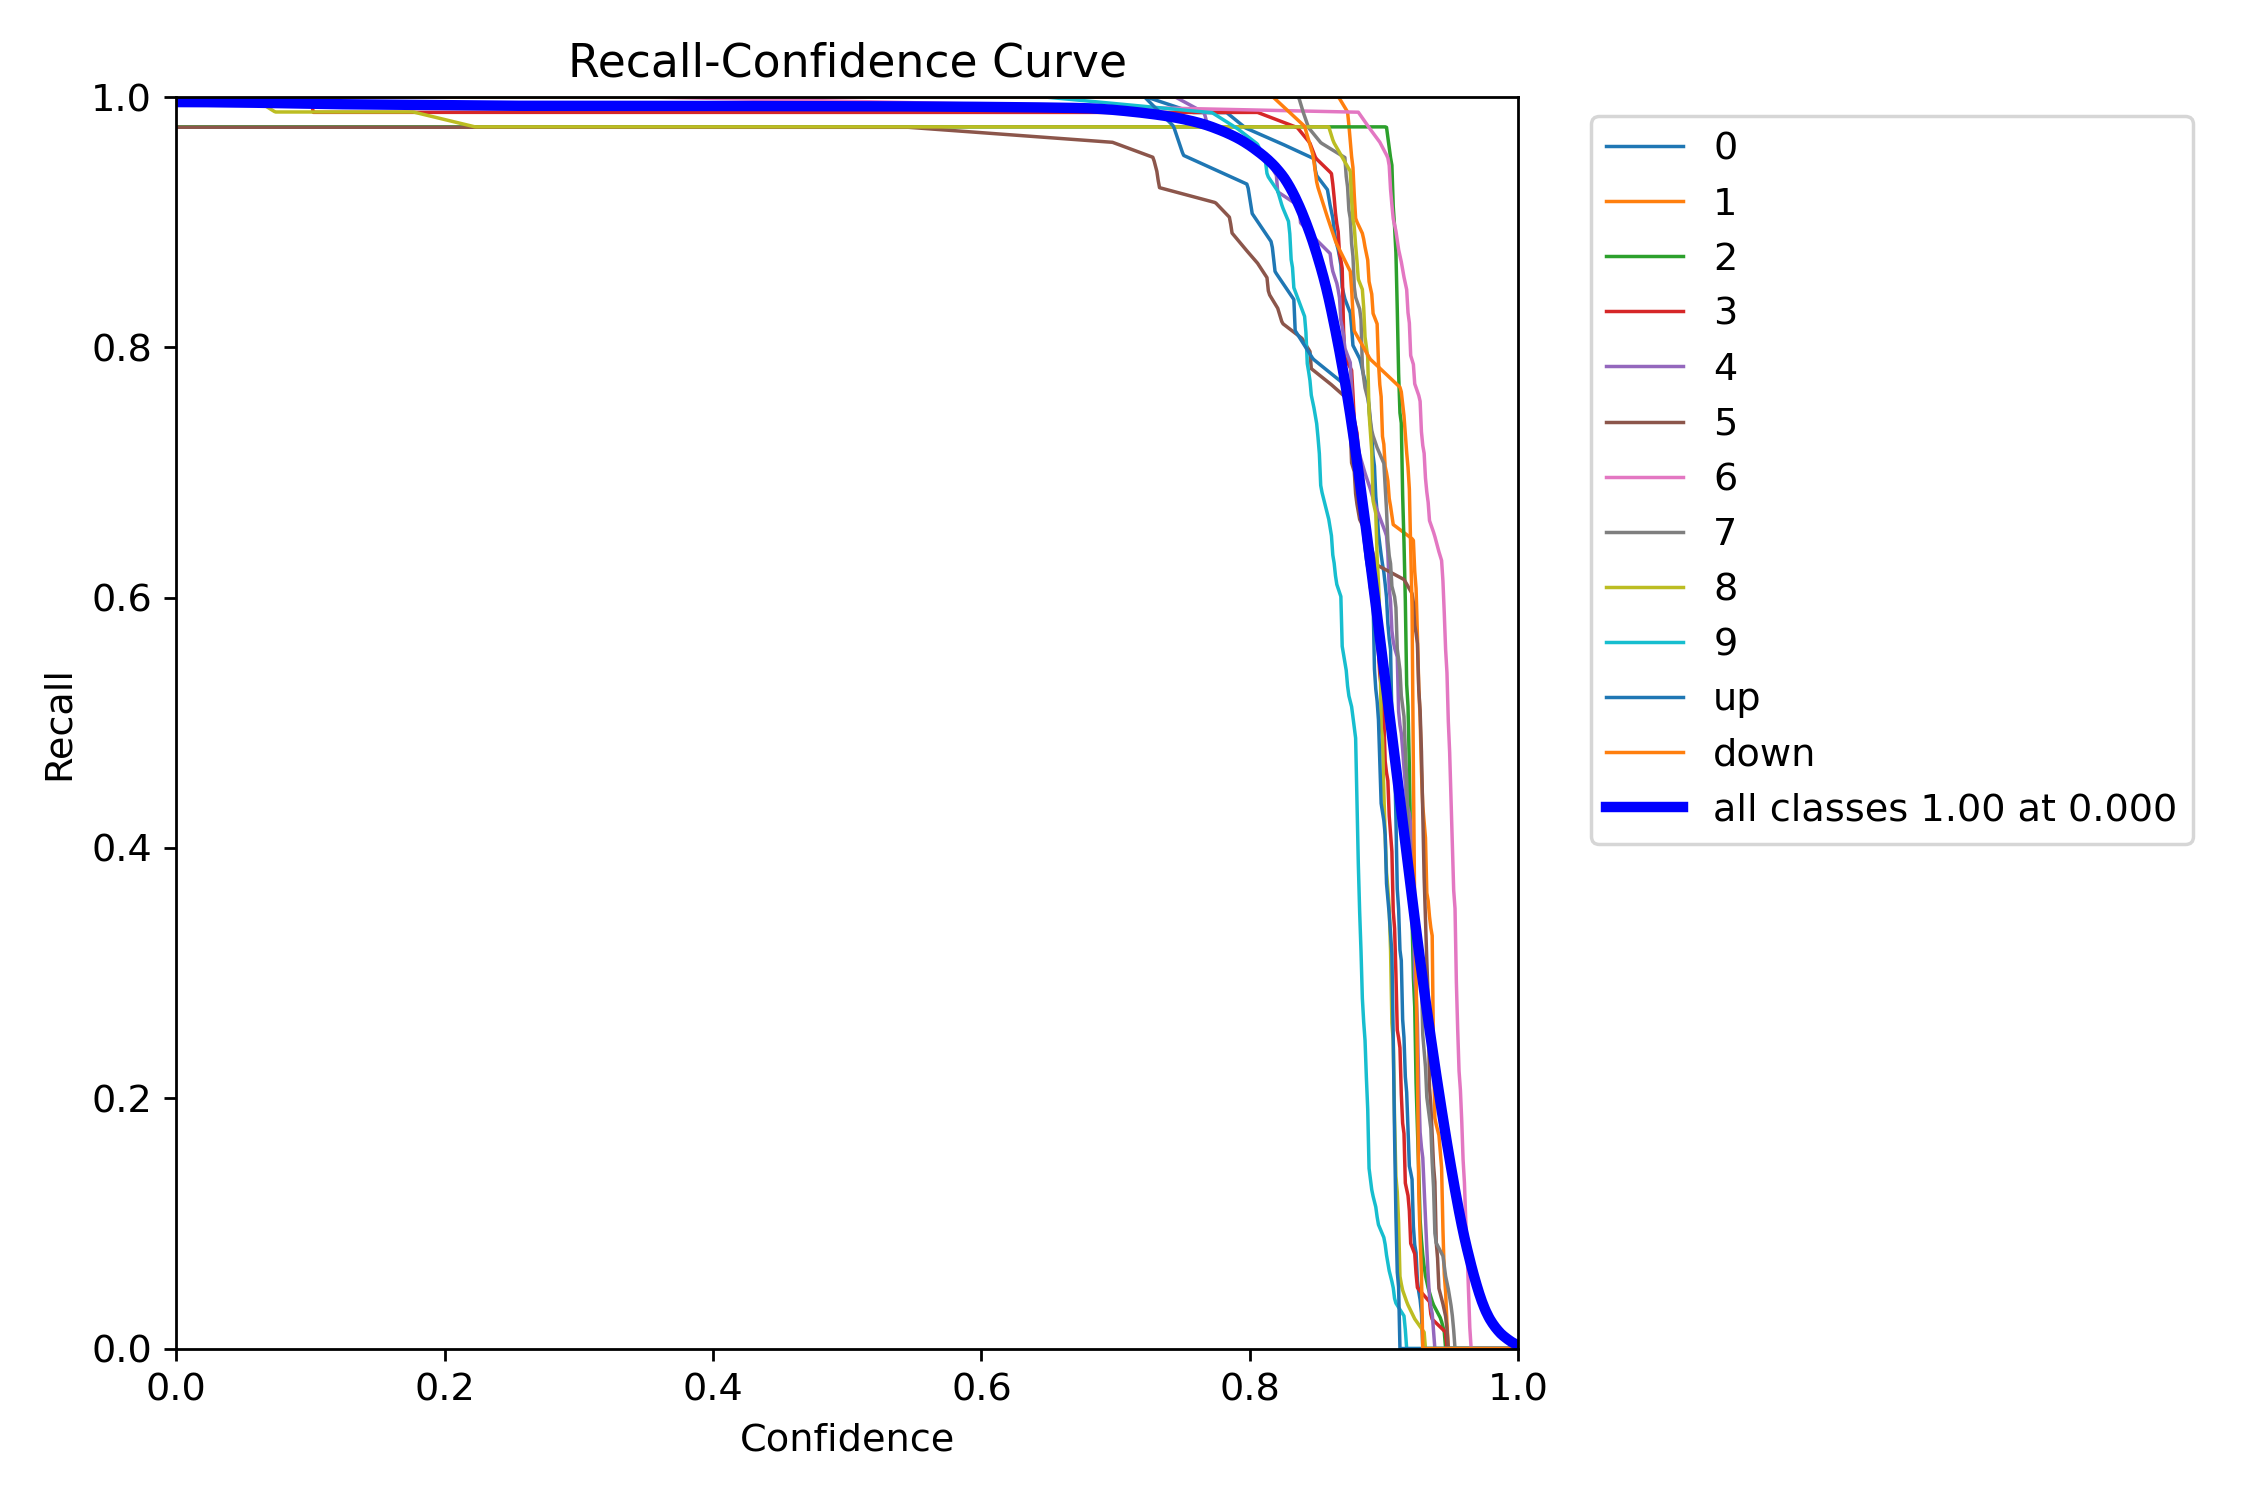 Recall-Confidence Curve
1.0
0.8
0.6
0.4
0.2
0.0
Recall
0.0 0.2 0.4 0.6 0.8 1.0
Confidence
0
1
2
3
4
5
6
7
8
9
up
down
all classes 1.00 at 0.000